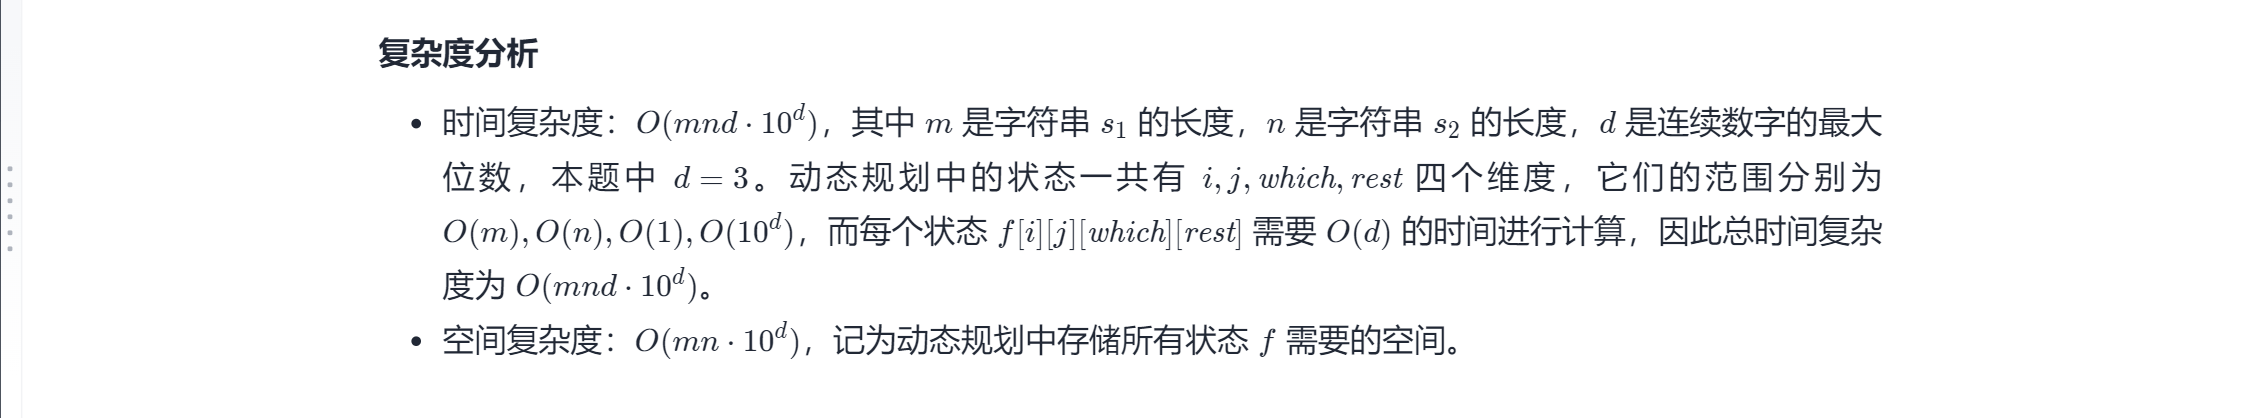 复杂度分析
• 时间复杂度：O(mnd · 10^d)，其中 m 是字符串 s₁ 的长度，n 是字符串 s₂ 的长度，d 是连续数字的最大
位数，本题中 d = 3。动态规划中的状态一共有 i, j, which, rest 四个维度，它们的范围分别为
O(m), O(n), O(1), O(10^d)，而每个状态 f[i][j][which][rest] 需要 O(d) 的时间进行计算，因此总时间复杂
度为 O(mnd · 10^d)。
• 空间复杂度：O(mn · 10^d)，记为动态规划中存储所有状态 f 需要的空间。